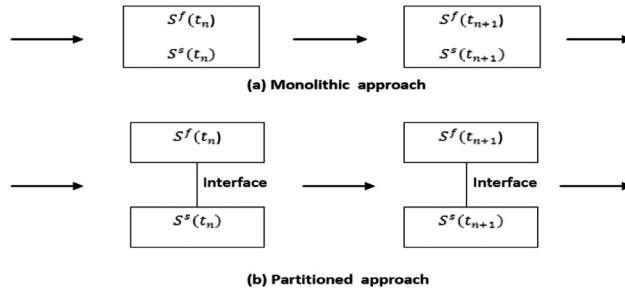 S^f(t_n) S^f(t_{n+1})
S^s(t_n) S^s(t_{n+1})
(a) Monolithic approach
S^f(t_n) S^f(t_{n+1})
Interface Interface
S^s(t_n) S^s(t_{n+1})
(b) Partitioned approach